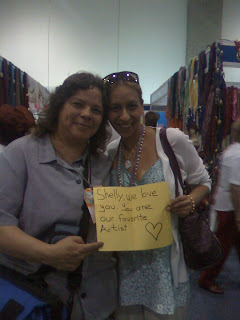 Shelly, we love
you. You are
our favorite
Artist